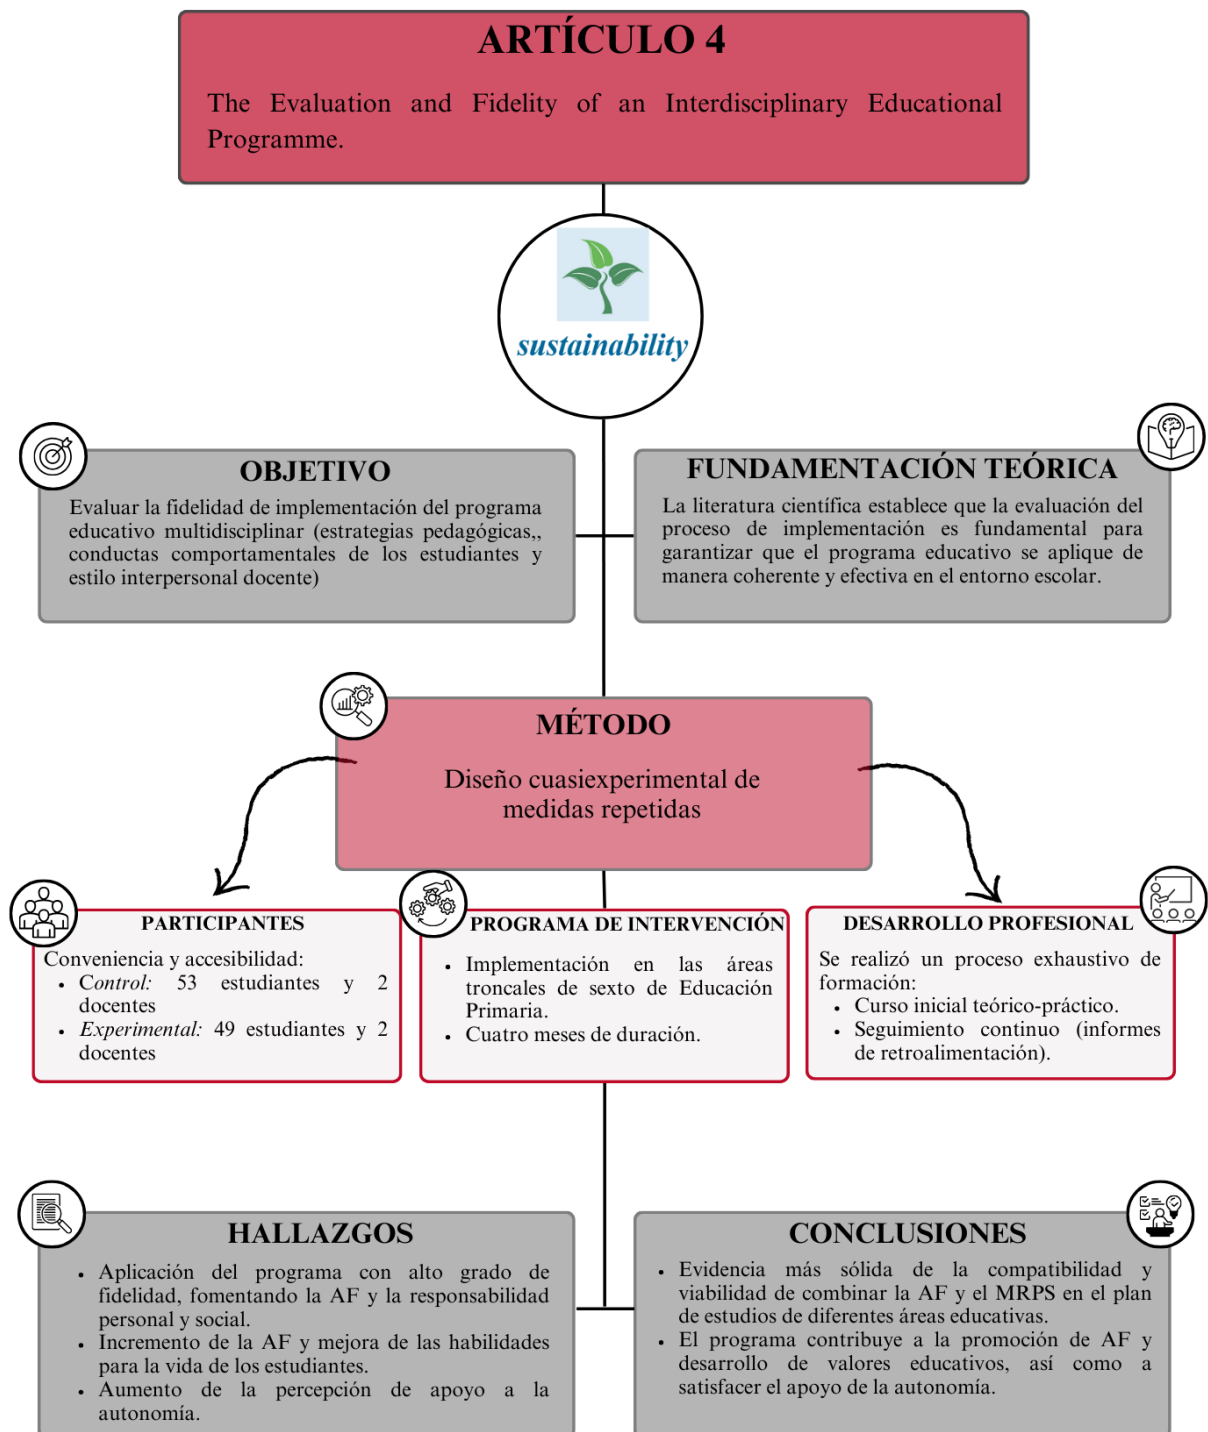 ARTÍCULO 4
The Evaluation and Fidelity of an Interdisciplinary Educational
Programme.
sustainability
OBJETIVO
Evaluar la fidelidad de implementación del programa
educativo multidisciplinar (estrategias pedagógicas,,
conductas comportamentales de los estudiantes y
estilo interpersonal docente)
FUNDAMENTACIÓN TEÓRICA
La literatura científica establece que la evaluación del
proceso de implementación es fundamental para
garantizar que el programa educativo se aplique de
manera coherente y efectiva en el entorno escolar.
MÉTODO
Diseño cuasiexperimental de
medidas repetidas
PARTICIPANTES
Conveniencia y accesibilidad:
• Control: 53 estudiantes y 2
docentes
• Experimental: 49 estudiantes y 2
docentes
PROGRAMA DE INTERVENCIÓN
• Implementación en las áreas
troncales de sexto de Educación
Primaria.
• Cuatro meses de duración.
DESARROLLO PROFESIONAL
Se realizó un proceso exhaustivo de
formación:
• Curso inicial teórico-práctico.
• Seguimiento continuo (informes
de retroalimentación).
HALLAZGOS
• Aplicación del programa con alto grado de
fidelidad, fomentando la AF y la responsabilidad
personal y social.
• Incremento de la AF y mejora de las habilidades
para la vida de los estudiantes.
• Aumento de la percepción de apoyo a la
autonomía.
CONCLUSIONES
• Evidencia más sólida de la compatibilidad y
viabilidad de combinar la AF y el MRPS en el plan
de estudios de diferentes áreas educativas.
• El programa contribuye a la promoción de AF y
desarrollo de valores educativos, así como a
satisfacer el apoyo de la autonomía.